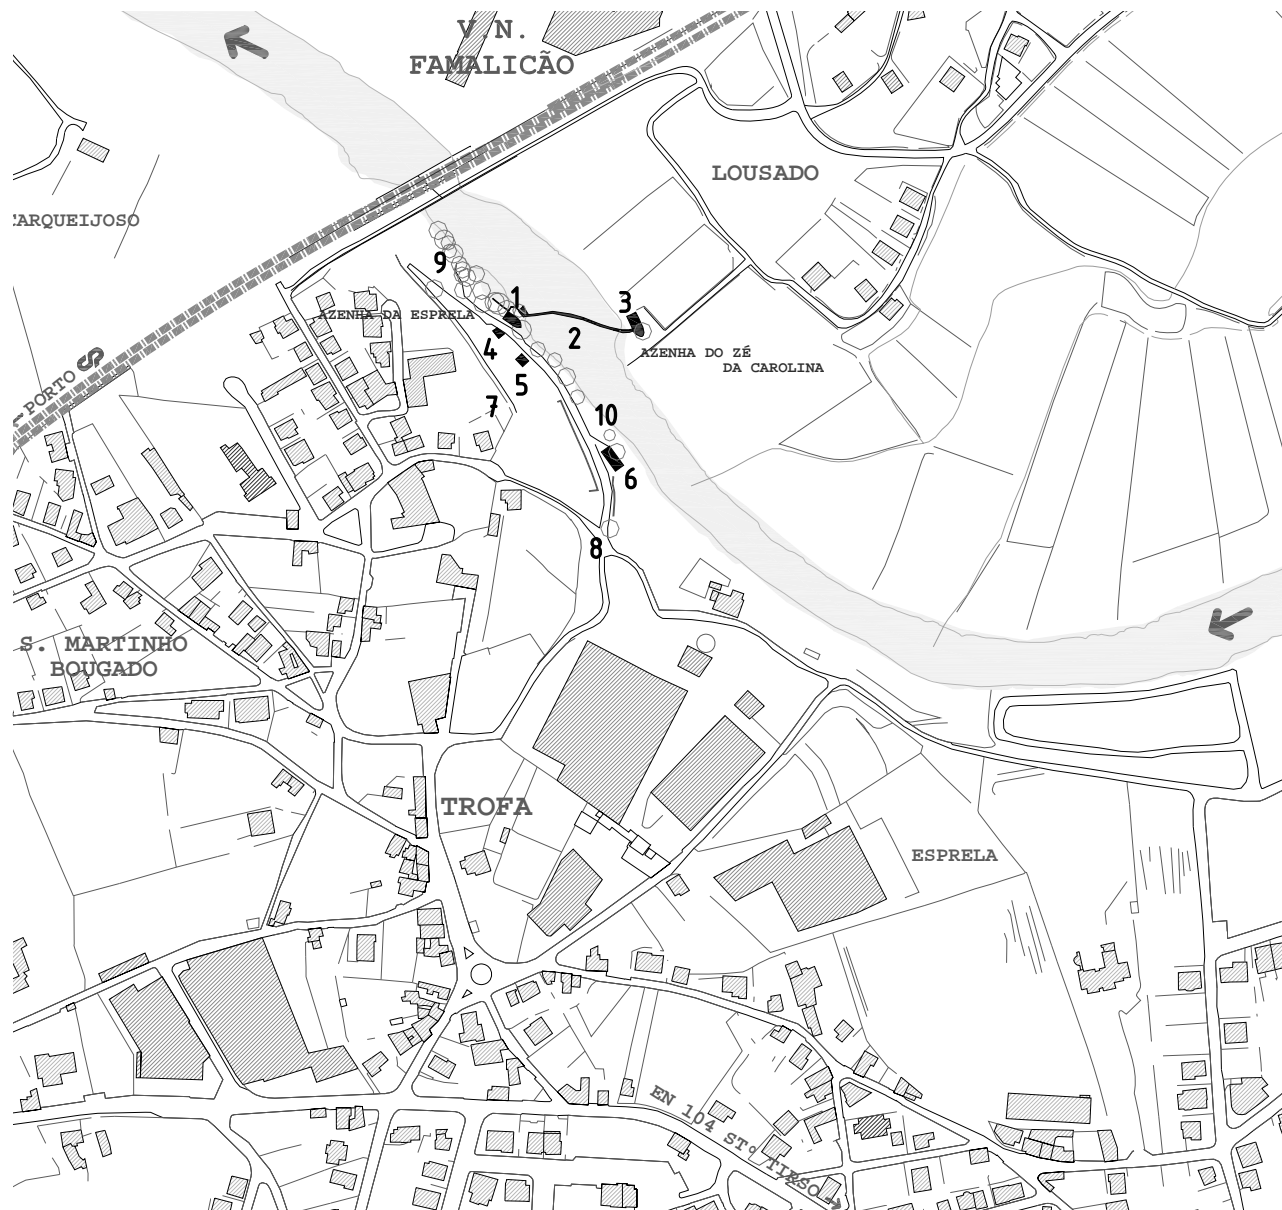 V.N.
FAMALICÃO
LOUSADO
'ARQUEIJOSO
9
1
3
AZENHA DA ESPRELA
2
4
AZENHA DO ZÉ
DA CAROLINA
5
←PORTO
7
10
6
8
S. MARTINHO
BOUGADO
TROFA
ESPRELA
EN 104 STº TIRSO→